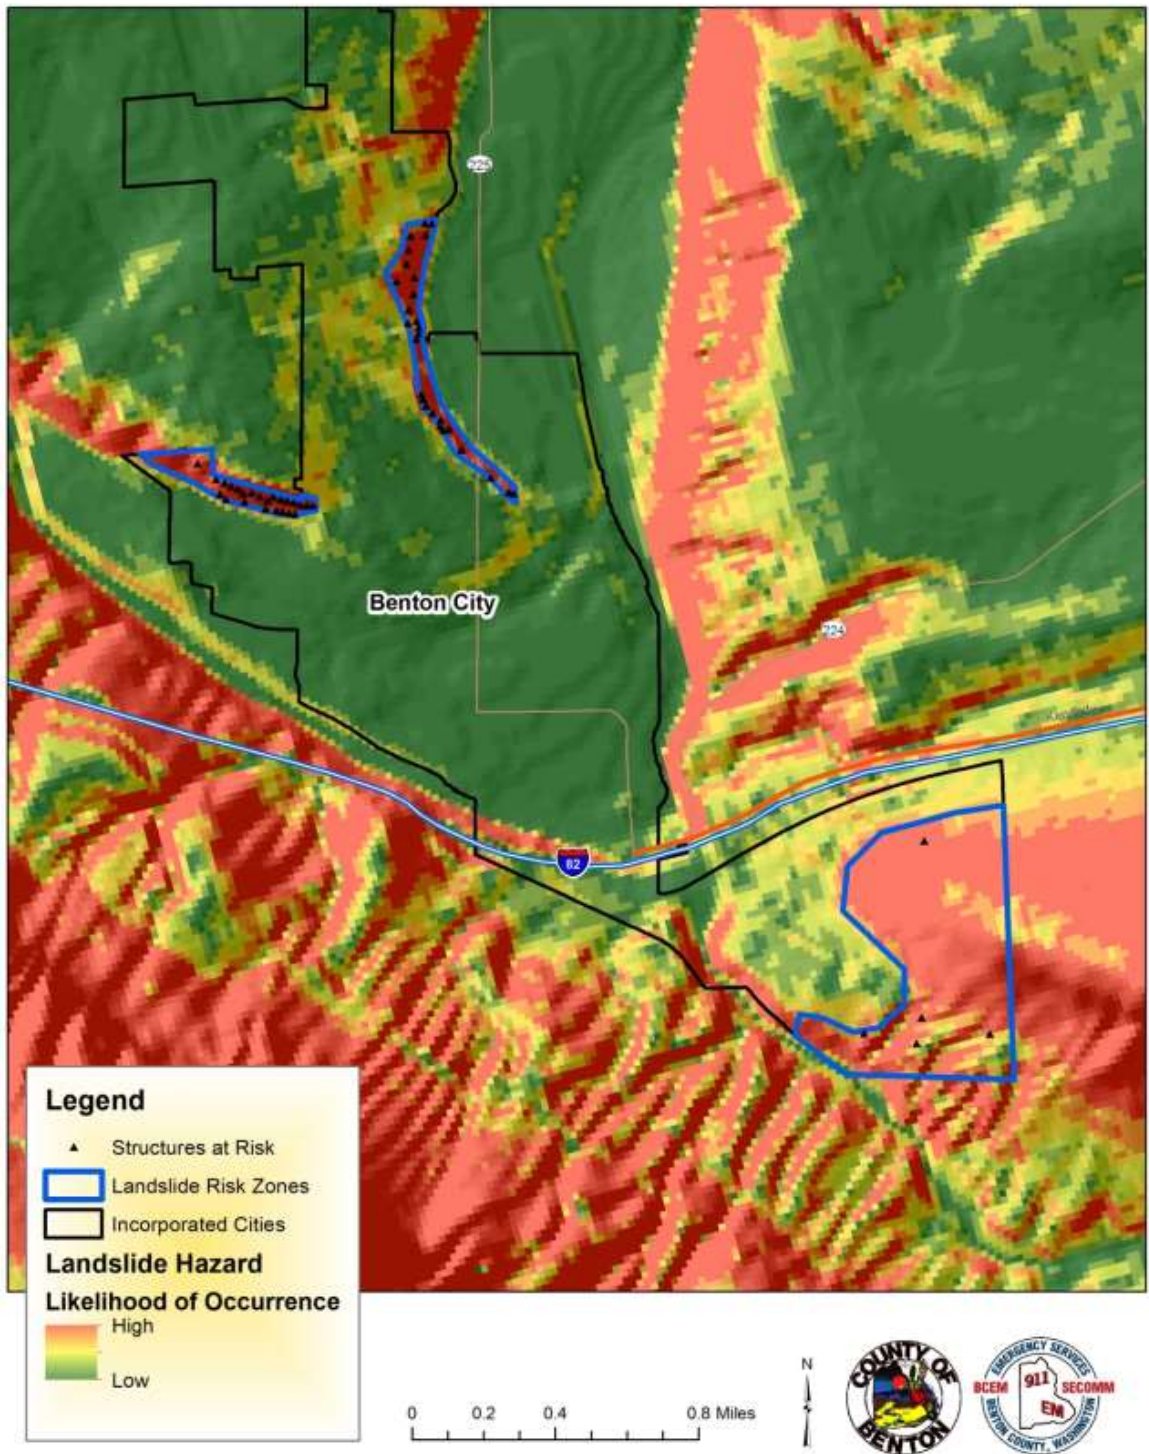 225
Benton City
224
82
Legend
Structures at Risk
Landslide Risk Zones
Incorporated Cities
Landslide Hazard
Likelihood of Occurrence
High
Low
0 0.2 0.4 0.8 Miles
N
COUNTY OF
BENTON
EMERGENCY SERVICES
BCEM 911 SECOMM
EM
BENTON COUNTY, WASHINGTON